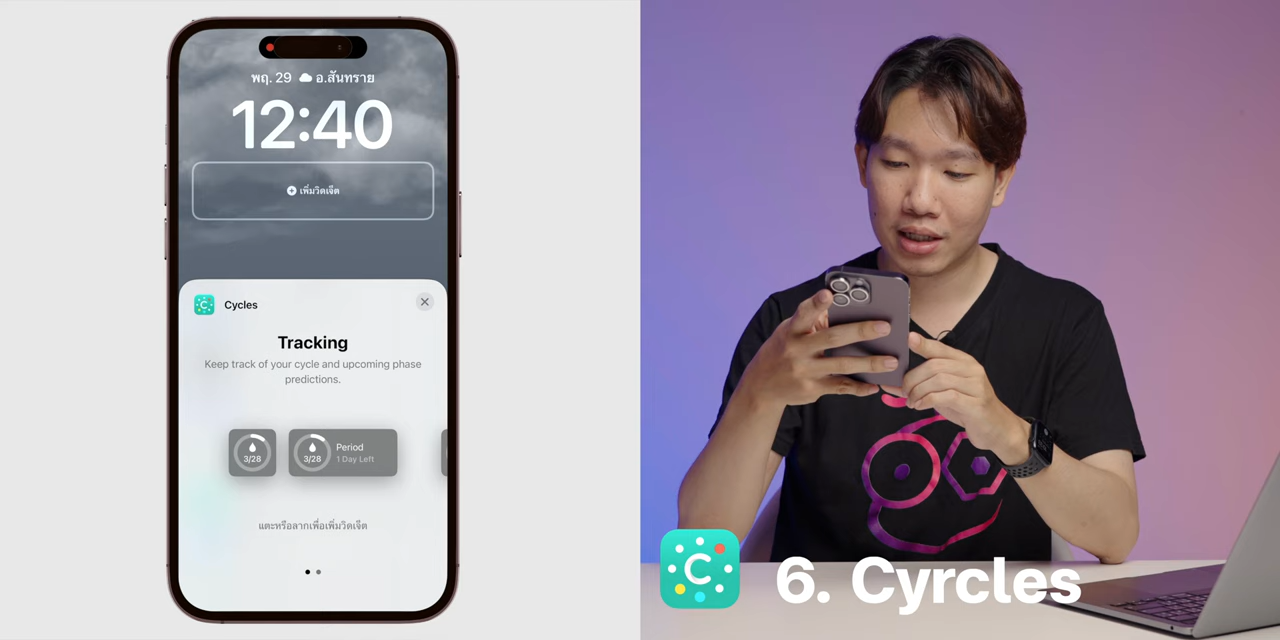 พฤ. 29 อ.สันทราย
12:40
เพิ่มวิดเจ็ต
Cycles
Tracking
Keep track of your cycle and upcoming phase
predictions.
3/28
3/28
Period
1 Day Left
แตะหรือลากเพื่อเพิ่มวิดเจ็ต
C
6. Cyrcles